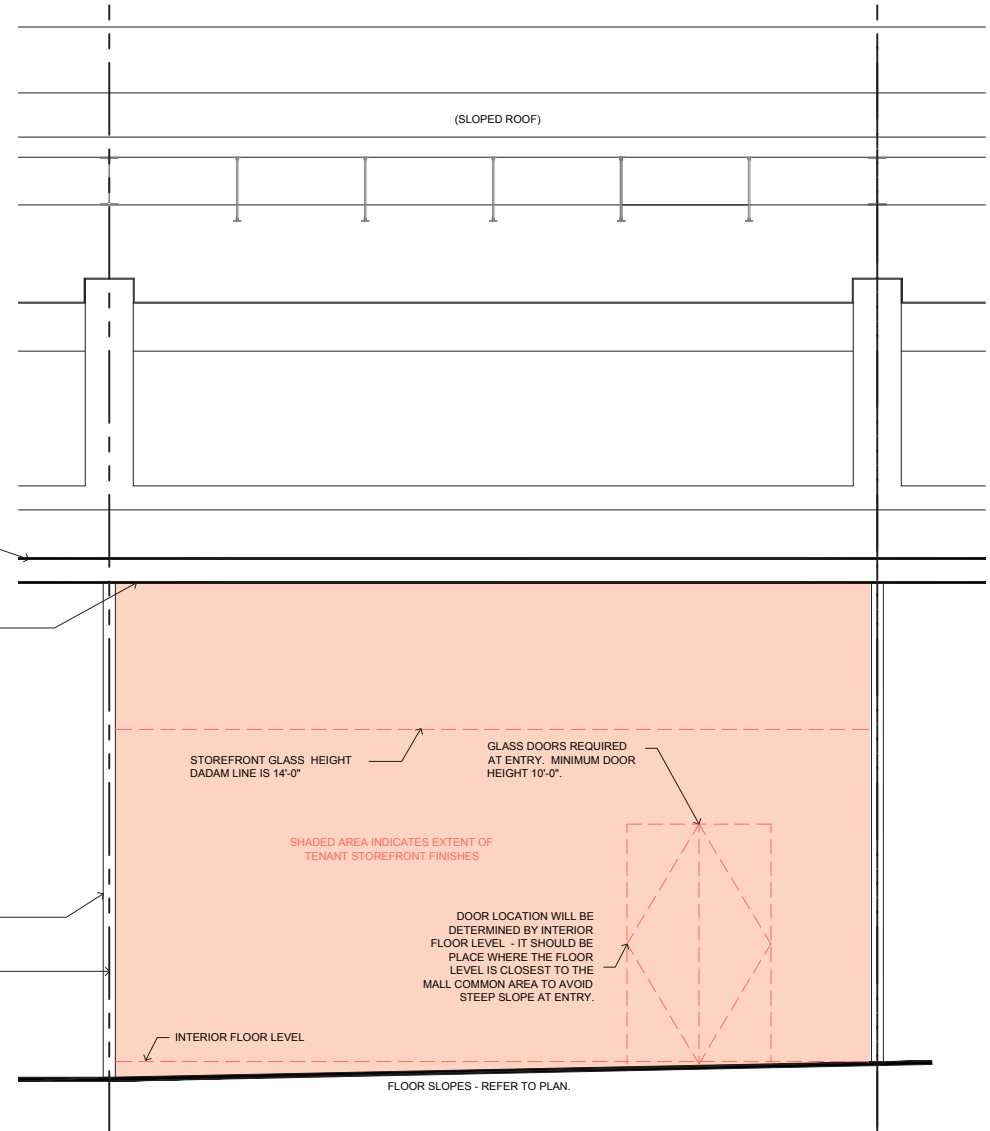 (SLOPED ROOF)
STOREFRONT GLASS HEIGHT
DADAM LINE IS 14'-0"
GLASS DOORS REQUIRED
AT ENTRY. MINIMUM DOOR
HEIGHT 10'-0".
SHADED AREA INDICATES EXTENT OF
TENANT STOREFRONT FINISHES
DOOR LOCATION WILL BE
DETERMINED BY INTERIOR
FLOOR LEVEL - IT SHOULD BE
PLACE WHERE THE FLOOR
LEVEL IS CLOSEST TO THE
MALL COMMON AREA TO AVOID
STEEP SLOPE AT ENTRY.
INTERIOR FLOOR LEVEL
FLOOR SLOPES - REFER TO PLAN.